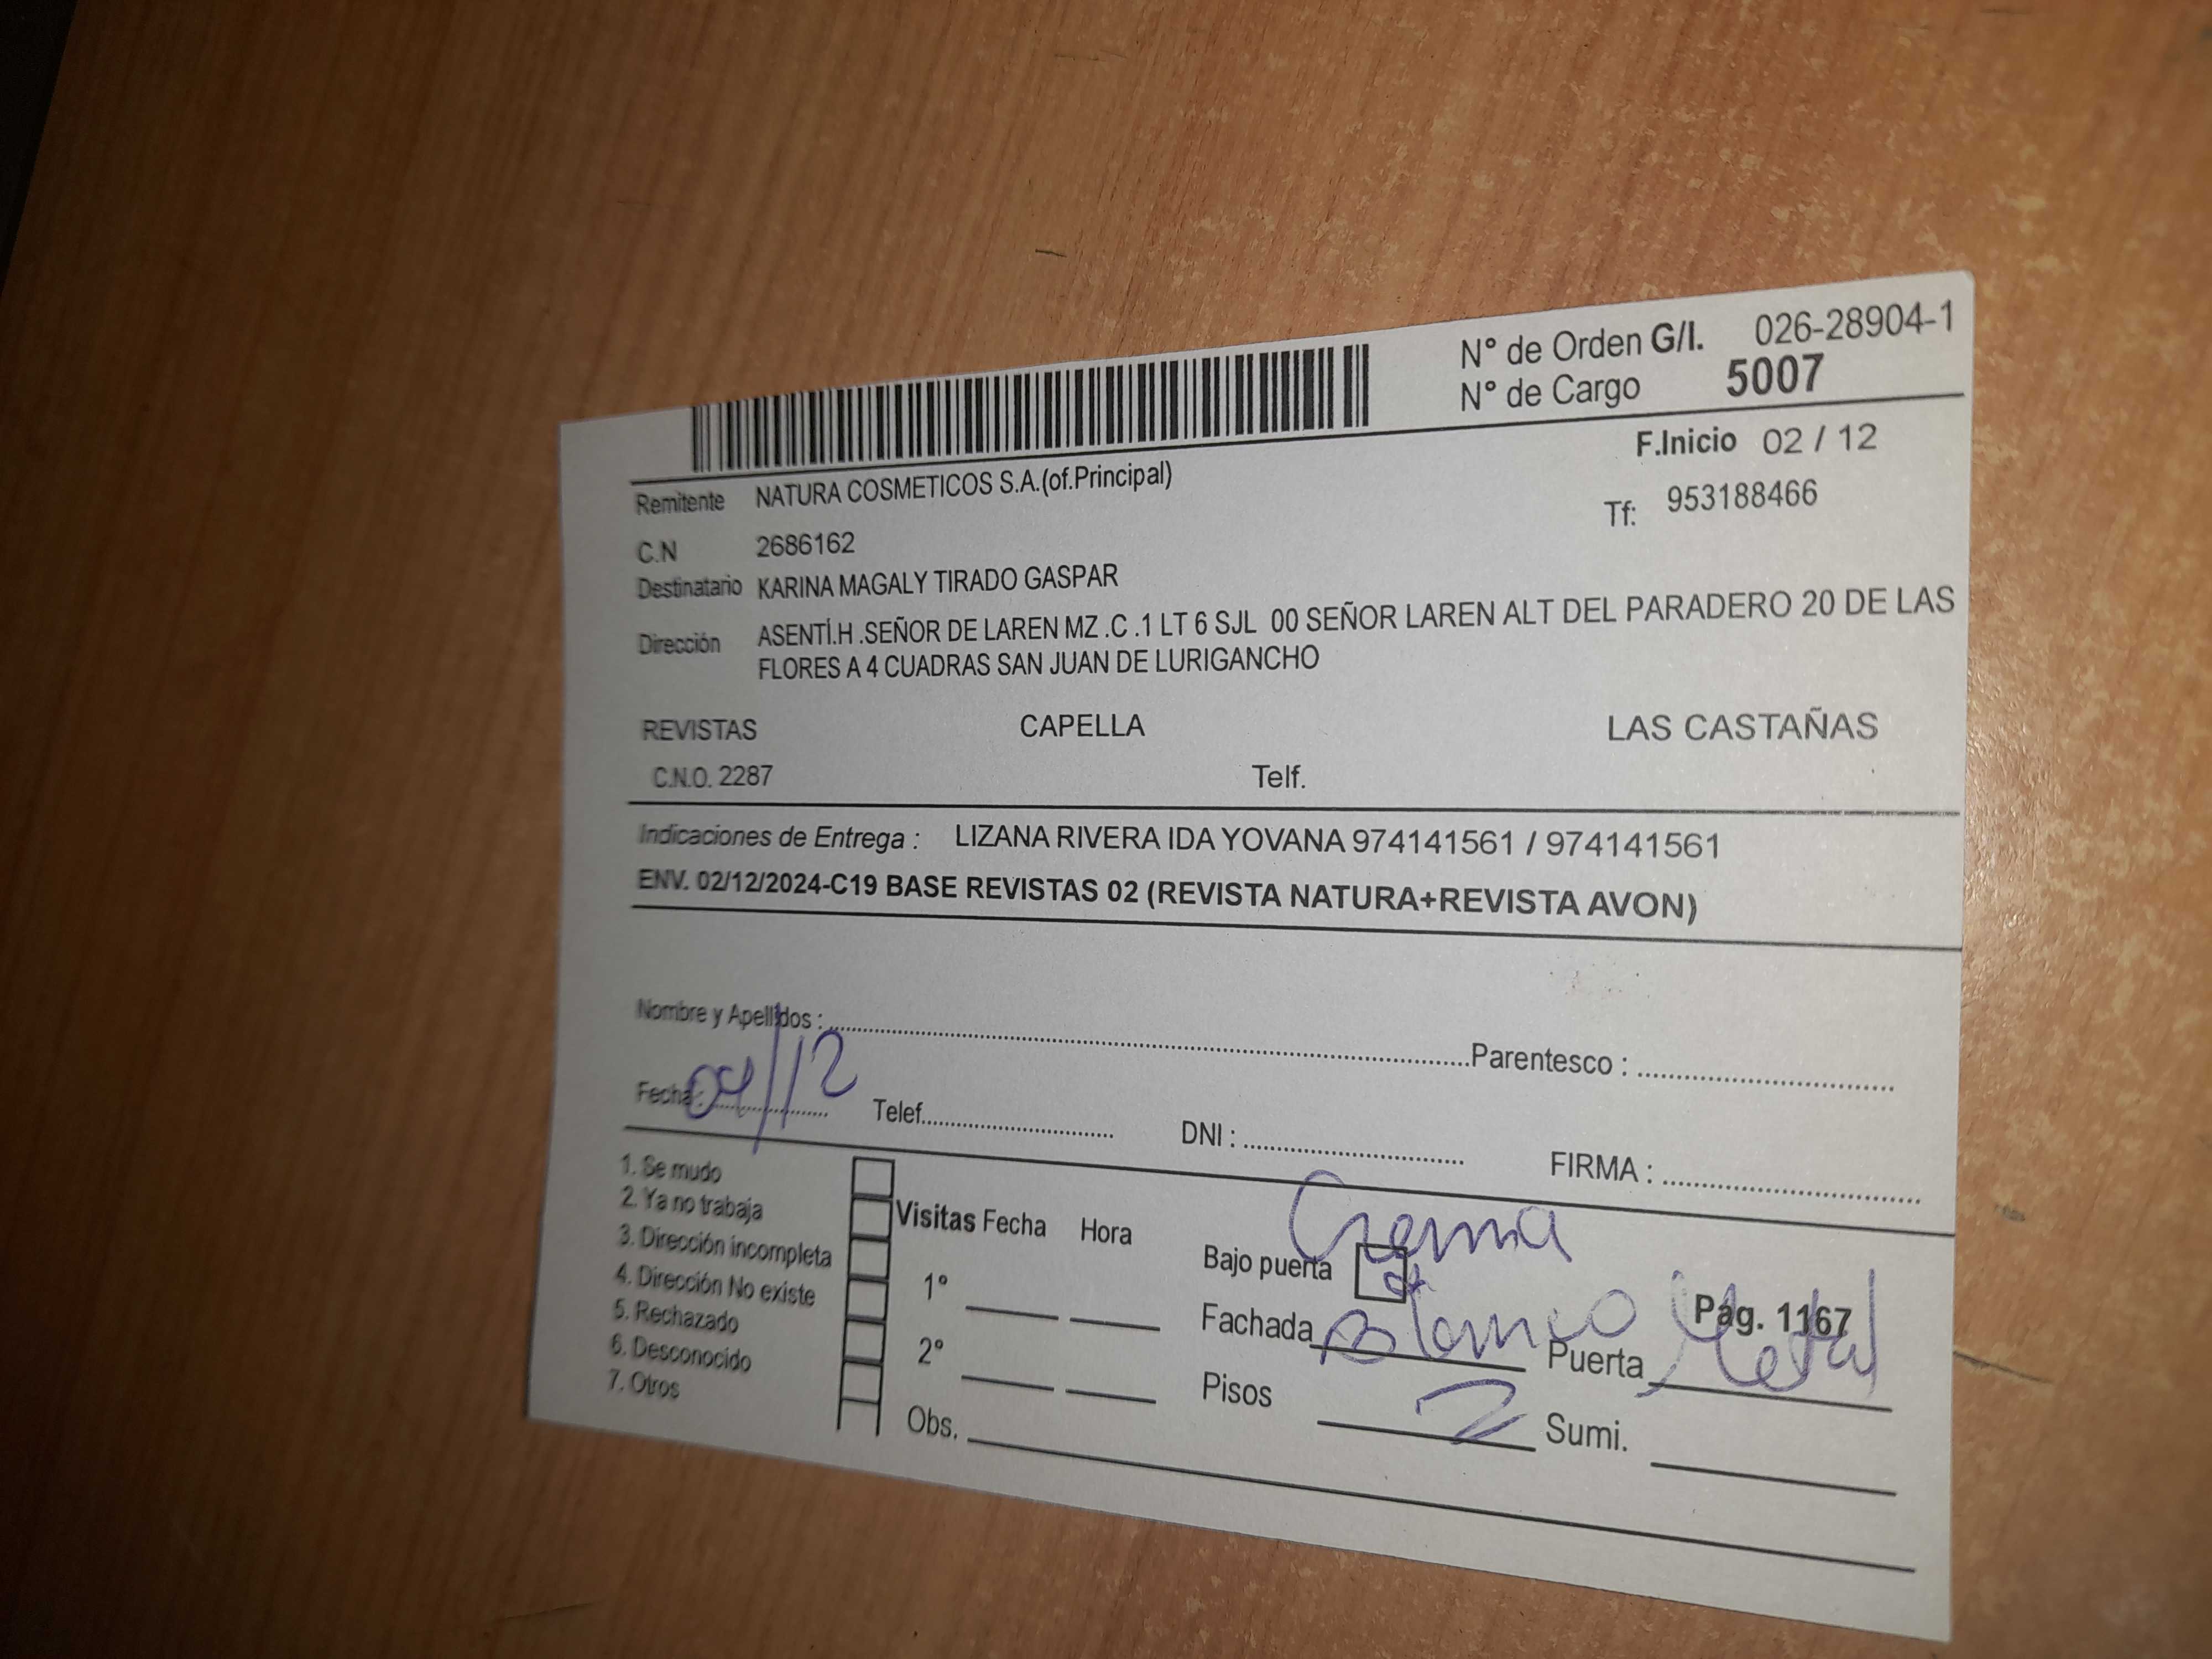 N° de Orden G/I. 026-28904-1
N° de Cargo 5007
F.Inicio 02 / 12
Remitente NATURA COSMETICOS S.A.(of.Principal)
Tf: 953188466
C.N 2686162
Destinatario KARINA MAGALY TIRADO GASPAR
Dirección ASENTÍ.H .SEÑOR DE LAREN MZ .C .1 LT 6 SJL 00 SEÑOR LAREN ALT DEL PARADERO 20 DE LAS
FLORES A 4 CUADRAS SAN JUAN DE LURIGANCHO
REVISTAS CAPELLA LAS CASTAÑAS
C.N.O. 2287 Telf.
Indicaciones de Entrega : LIZANA RIVERA IDA YOVANA 974141561 / 974141561
ENV. 02/12/2024-C19 BASE REVISTAS 02 (REVISTA NATURA+REVISTA AVON)
Nombre y Apellidos : Parentesco :
Fecha : 04/12 Telef. DNI : FIRMA :
1. Se mudo
2. Ya no trabaja
3. Dirección incompleta
4. Dirección No existe
5. Rechazado
6. Desconocido
7. Otros
Visitas Fecha Hora
1°
2°
Obs.
Crema
Bajo puerta
Pag. 1167
Fachada Blanco Puerta Metal
Pisos 2 Sumi.